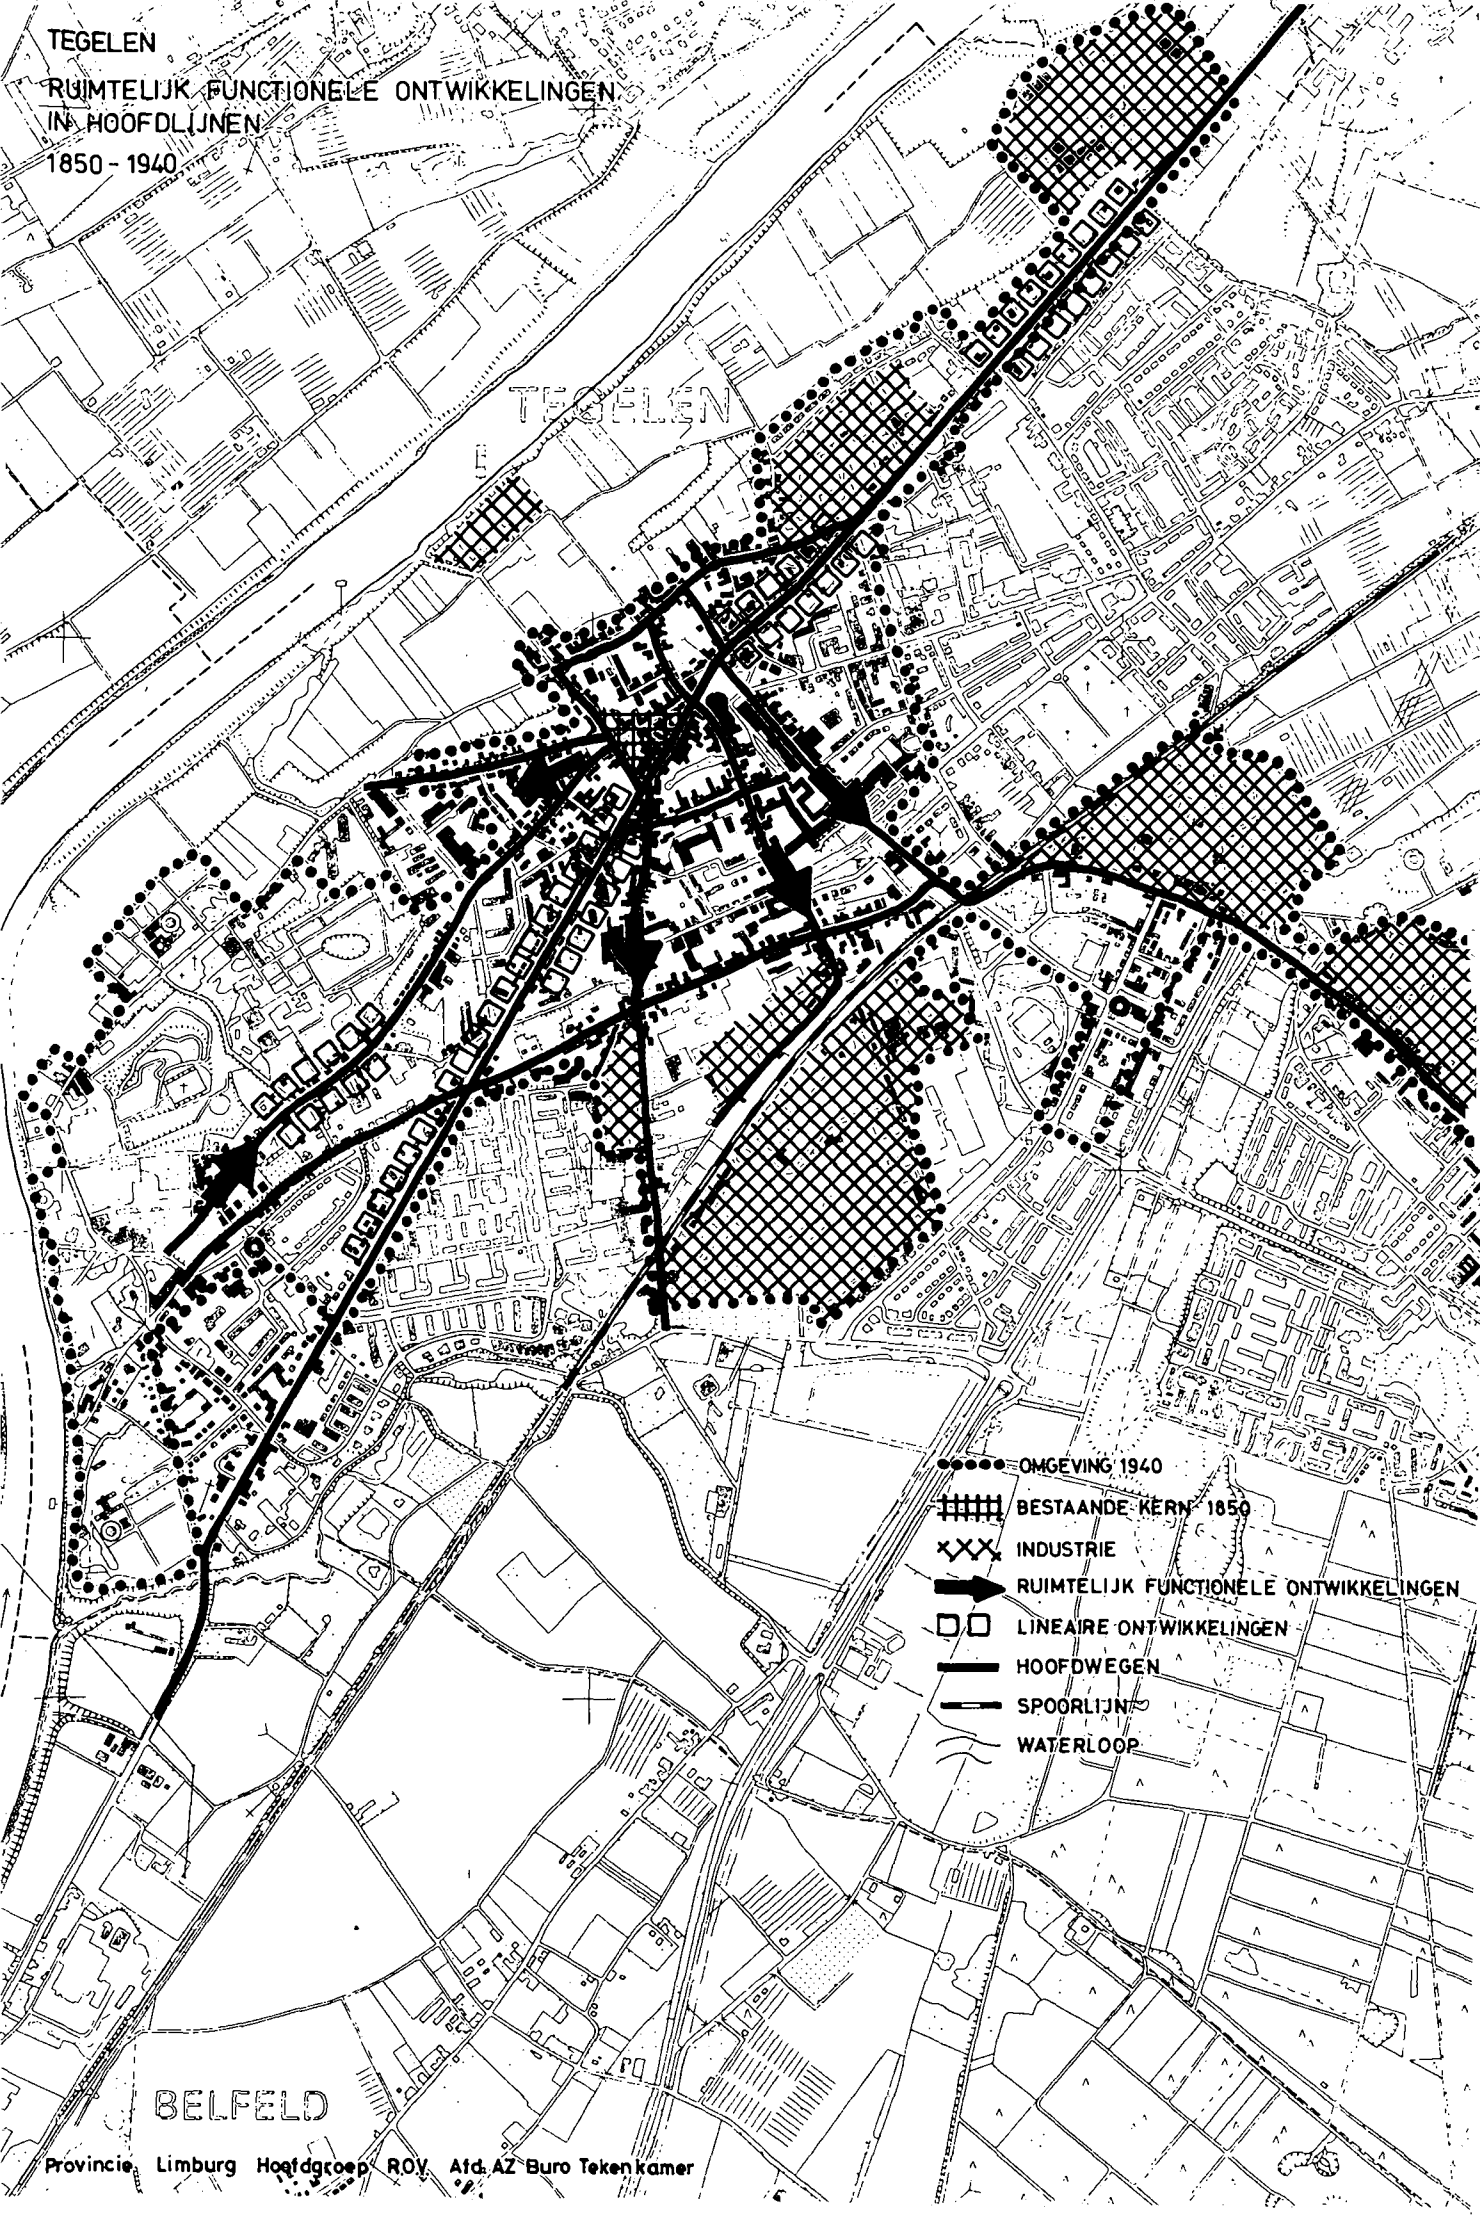 TEGELEN
RUIMTELIJK FUNCTIONELE ONTWIKKELINGEN
IN HOOFDLIJNEN
1850 - 1940
TEGELEN
OMGEVING 1940
BESTAANDE KERN 1850
INDUSTRIE
RUIMTELIJK FUNCTIONELE ONTWIKKELINGEN
LINEAIRE ONTWIKKELINGEN
HOOFDWEGEN
SPOORLIJN
WATERLOOP
BELFELD
Provincie Limburg Hoofdgroep ROV Afd. AZ Buro Tekenkamer